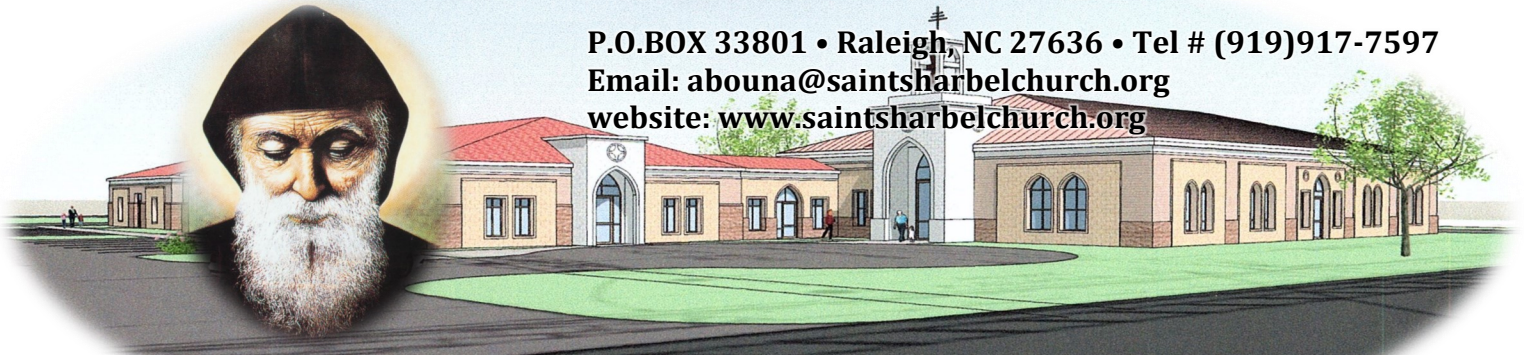 P.O.BOX 33801 • Raleigh, NC 27636 • Tel # (919)917-7597
Email: abouna@saintsharbelchurch.org
website: www.saintsharbelchurch.org